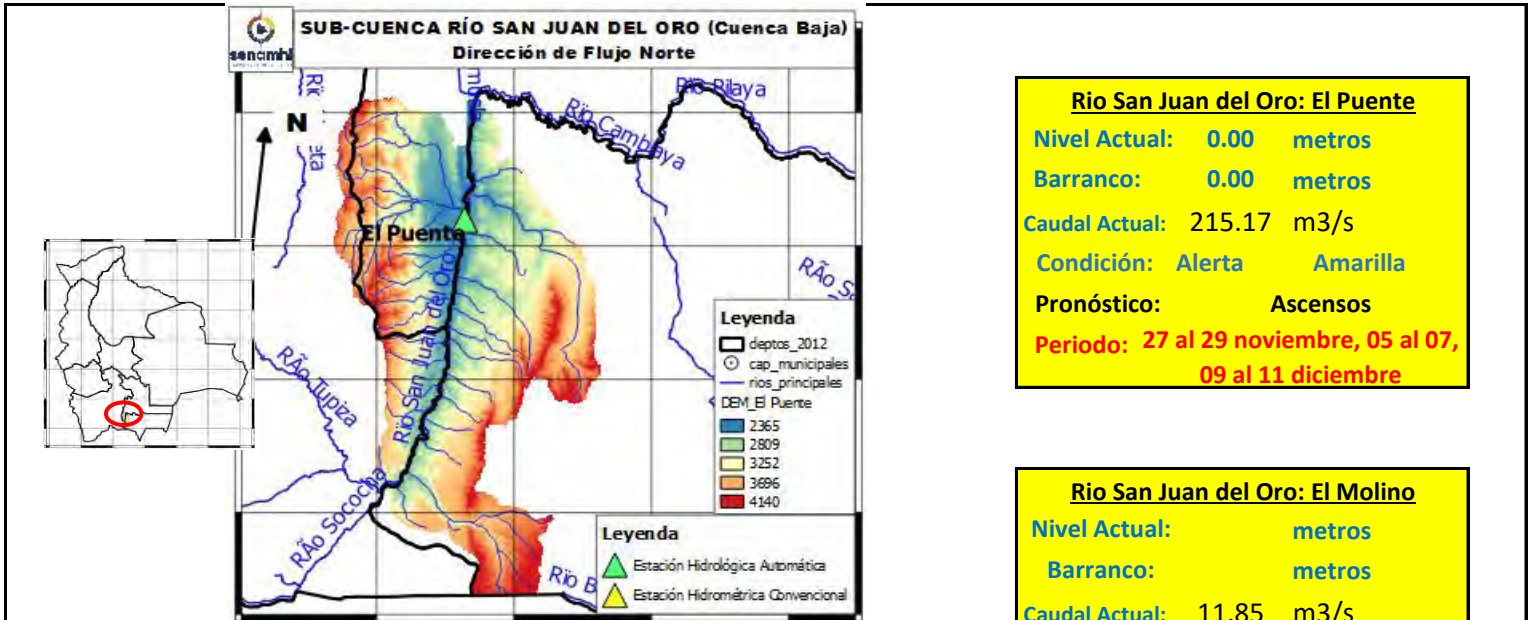 senamhi
SUB-CUENCA RÍO SAN JUAN DEL ORO (Cuenca Baja)
Dirección de Flujo Norte
Río Pilaya
Río Camblaya
N
El Puente
Río San Juan del Oro
RÃo Tupiza
RÃo Sococha
RÃo S
Río B
Leyenda
deptos_2012
cap_municipales
rios_principales
DEM_El Puente
2365
2809
3252
3696
4140
Leyenda
Estación Hidrológica Automática
Estación Hidrométrica Convencional
Rio San Juan del Oro: El Puente
Nivel Actual: 0.00 metros
Barranco: 0.00 metros
Caudal Actual: 215.17 m3/s
Condición: Alerta Amarilla
Pronóstico: Ascensos
Periodo: 27 al 29 noviembre, 05 al 07,
09 al 11 diciembre
Rio San Juan del Oro: El Molino
Nivel Actual: metros
Barranco: metros
Caudal Actual: 11.85 m3/s